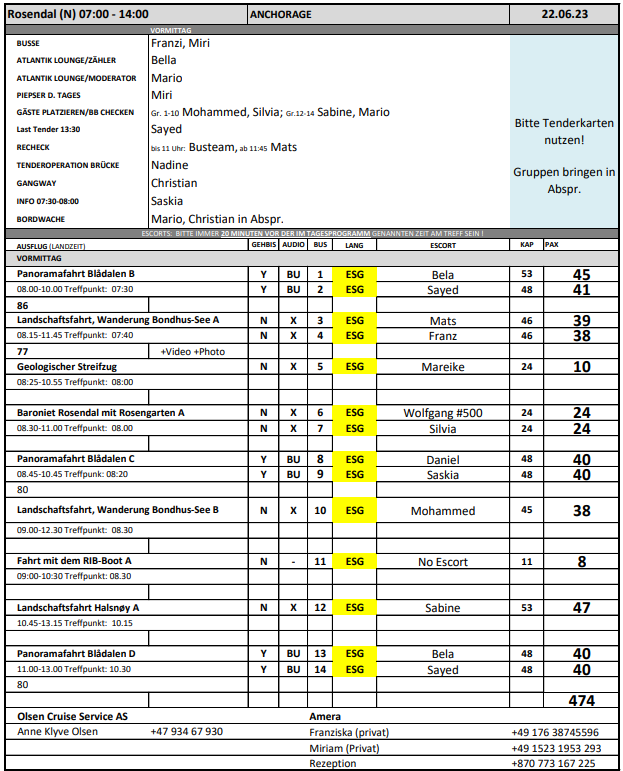 Rosendal (N) 07:00 - 14:00 ANCHORAGE 22.06.23
VORMITTAG
BUSSE Franzi, Miri
ATLANTIK LOUNGE/ZÄHLER Bella
ATLANTIK LOUNGE/MODERATOR Mario
PIEPSER D. TAGES Miri
GÄSTE PLATZIEREN/BB CHECKEN Gr. 1-10 Mohammed, Silvia; Gr.12-14 Sabine, Mario
Last Tender 13:30 Sayed
RECHECK bis 11 Uhr: Busteam, ab 11:45 Mats
TENDEROPERATION BRÜCKE Nadine
GANGWAY Christian
INFO 07:30-08:00 Saskia
BORDWACHE Mario, Christian in Abspr.
Bitte Tenderkarten
nutzen!
Gruppen bringen in
Abspr.
ESCORTS: BITTE IMMER 20 MINUTEN VOR DER IM TAGESPROGRAMM GENANNTEN ZEIT AM TREFF SEIN !
AUSFLUG (LANDZEIT) GEHBIS AUDIO BUS LANG ESCORT KAP PAX
VORMITTAG
Panoramafahrt Blådalen B Y BU 1 ESG Bela 53 45
08.00-10.00 Treffpunkt: 07:30 Y BU 2 ESG Sayed 48 41
86
Landschaftsfahrt, Wanderung Bondhus-See A N X 3 ESG Mats 46 39
08.15-11.45 Treffpunkt: 07:40 N X 4 ESG Franz 46 38
77 +Video +Photo
Geologischer Streifzug N X 5 ESG Mareike 24 10
08:25-10.55 Treffpunkt: 08:00
Baroniet Rosendal mit Rosengarten A N X 6 ESG Wolfgang #500 24 24
08.30-11.00 Treffpunkt: 08.00 N X 7 ESG Silvia 24 24
Panoramafahrt Blådalen C Y BU 8 ESG Daniel 48 40
08.45-10.45 Treffpunk: 08:20 Y BU 9 ESG Saskia 48 40
80
Landschaftsfahrt, Wanderung Bondhus-See B N X 10 ESG Mohammed 45 38
09.00-12.30 Treffpunkt: 08.30
Fahrt mit dem RIB-Boot A N - 11 ESG No Escort 11 8
09:00-10:30 Treffpunkt: 08.30
Landschaftsfahrt Halsnøy A N X 12 ESG Sabine 53 47
10.45-13.15 Treffpunkt: 10.15
Panoramafahrt Blådalen D Y BU 13 ESG Bela 48 40
11.00-13.00 Treffpunkt: 10.30 Y BU 14 ESG Sayed 48 40
80
474
Olsen Cruise Service AS Amera
Anne Klyve Olsen +47 934 67 930 Franziska (privat) +49 176 38745596
Miriam (Privat) +49 1523 1953 293
Rezeption +870 773 167 225